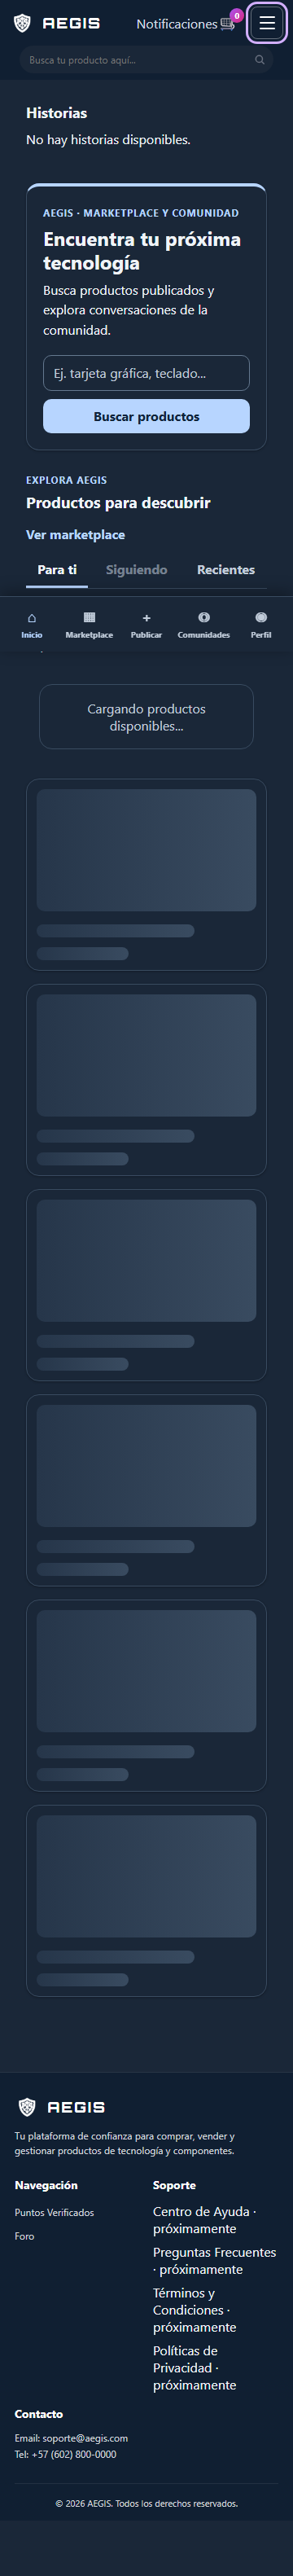 AEGIS
Notificaciones
0
Busca tu producto aquí...
Historias
No hay historias disponibles.
AEGIS · MARKETPLACE Y COMUNIDAD
Encuentra tu próxima
tecnología
Busca productos publicados y
explora conversaciones de la
comunidad.
Ej. tarjeta gráfica, teclado...
Buscar productos
EXPLORA AEGIS
Productos para descubrir
Ver marketplace
Para ti
Siguiendo
Recientes
Inicio
Marketplace
Publicar
Comunidades
Perfil
Cargando productos
disponibles...
AEGIS
Tu plataforma de confianza para comprar, vender y
gestionar productos de tecnología y componentes.
Navegación
Puntos Verificados
Foro
Soporte
Centro de Ayuda ·
próximamente
Preguntas Frecuentes
· próximamente
Términos y
Condiciones ·
próximamente
Políticas de
Privacidad ·
próximamente
Contacto
Email: soporte@aegis.com
Tel: +57 (602) 800-0000
© 2026 AEGIS. Todos los derechos reservados.